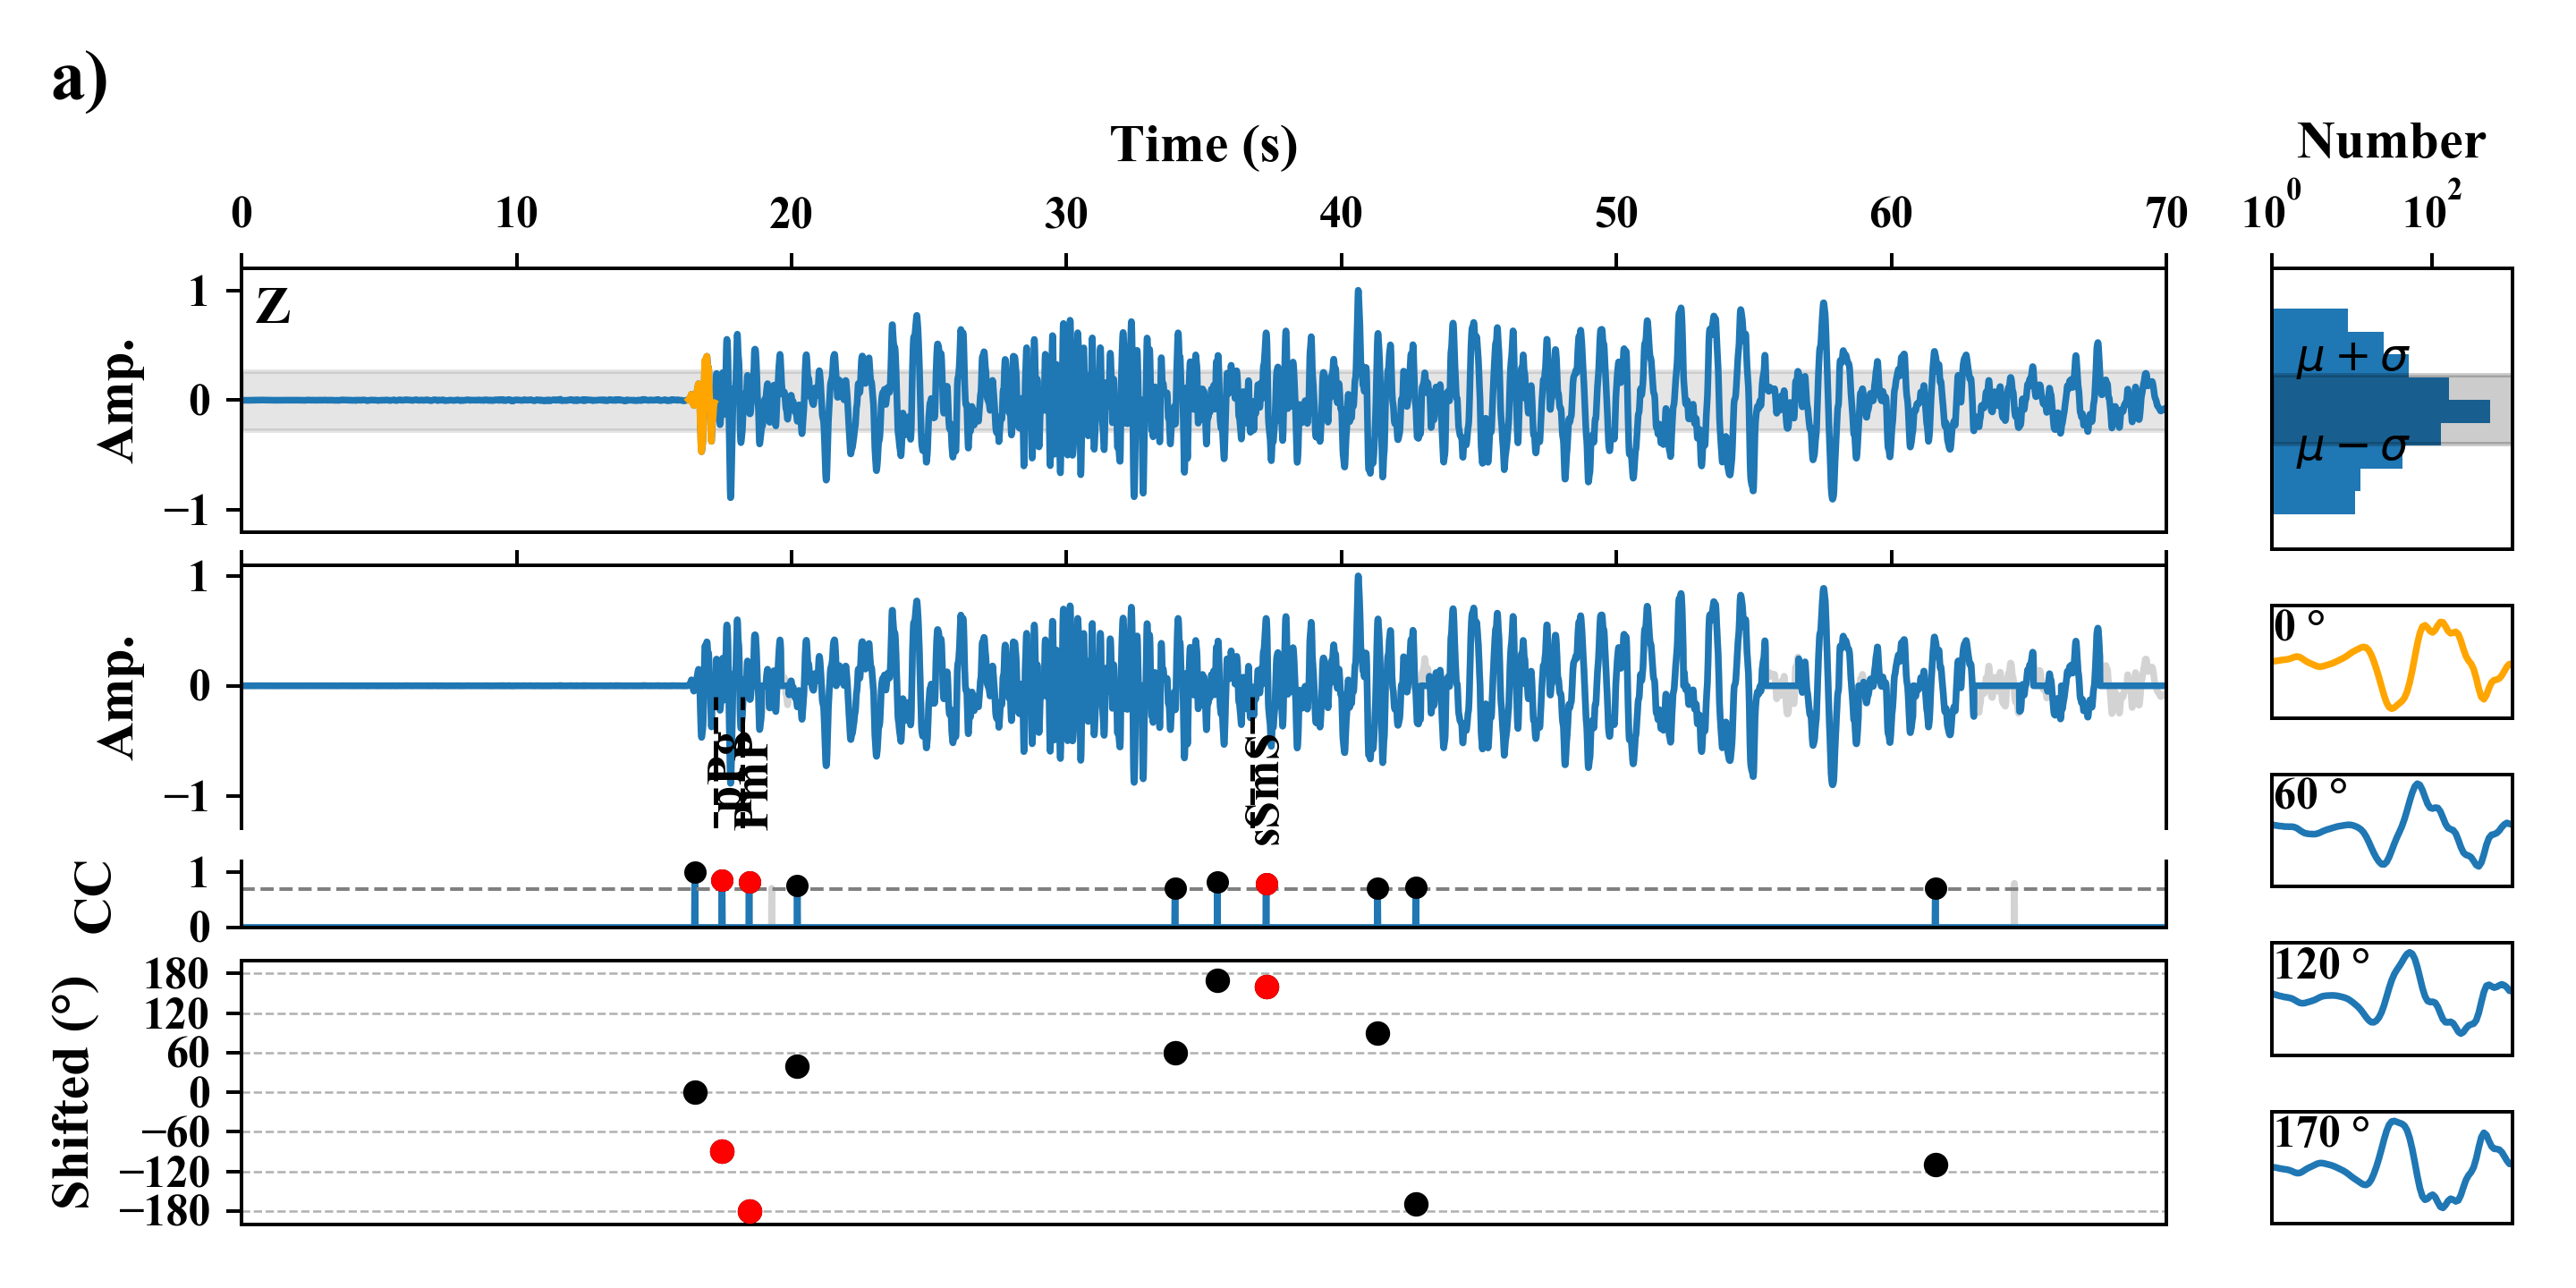 a)
Time (s)
Number
0 10 20 30 40 50 60 70
10^0 10^2
Z
Amp.
1
0
−1
μ + σ
μ − σ
Amp.
1
0
−1
pPs
PmP
sSmS
CC
1
0
Shifted (°)
180
120
60
0
−60
−120
−180
0 °
60 °
120 °
170 °